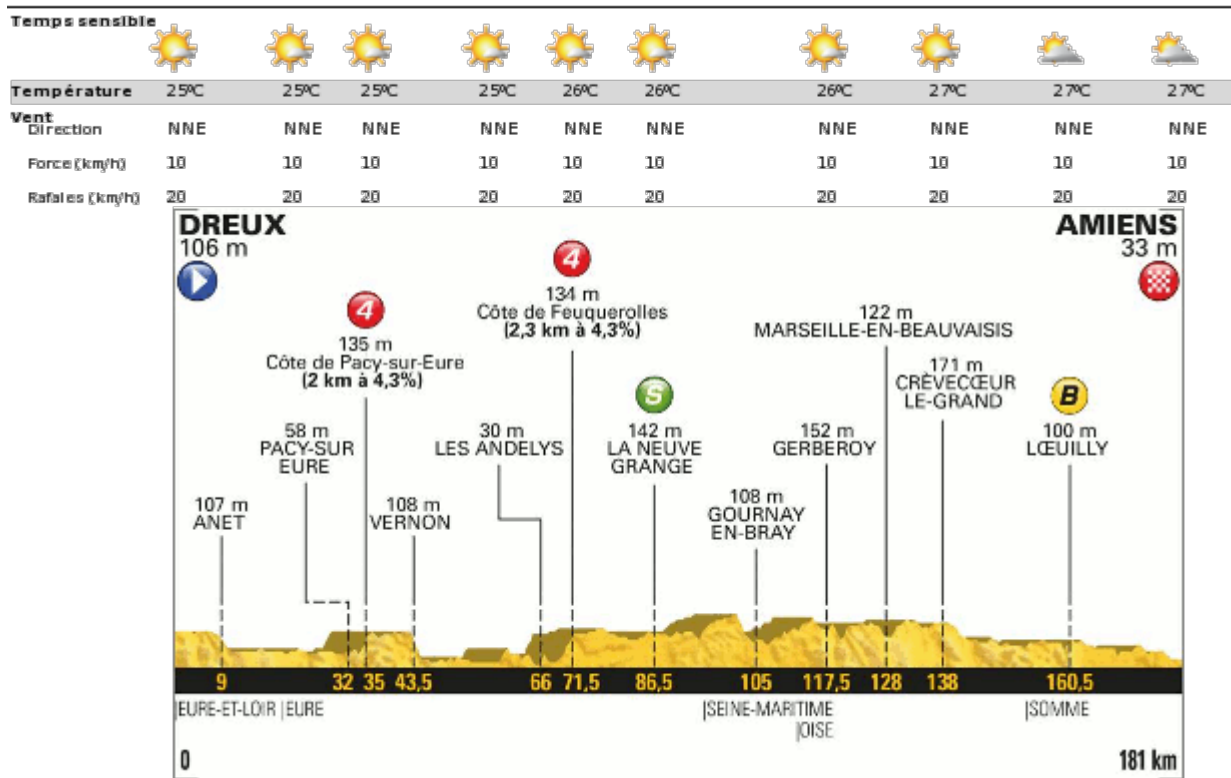 Temps sensible
Température 25ºC 25ºC 25ºC 25ºC 26ºC 26ºC 26ºC 27ºC 27ºC 27ºC
Vent
Direction NNE NNE NNE NNE NNE NNE NNE NNE NNE NNE
Force (km/h) 10 10 10 10 10 10 10 10 10 10
Rafales (km/h) 20 20 20 20 20 20 20 20 20 20
DREUX
106 m
AMIENS
33 m
4
135 m
Côte de Pacy-sur-Eure
(2 km à 4,3%)
4
134 m
Côte de Feuquerolles
(2,3 km à 4,3%)
122 m
MARSEILLE-EN-BEAUVAISIS
171 m
CRÈVECŒUR
LE-GRAND
58 m
PACY-SUR
EURE
30 m
LES ANDELYS
S
142 m
LA NEUVE
GRANGE
152 m
GERBEROY
B
100 m
LŒUILLY
107 m
ANET
108 m
VERNON
108 m
GOURNAY
EN-BRAY
9 32 35 43,5 66 71,5 86,5 105 117,5 128 138 160,5
|EURE-ET-LOIR |EURE |SEINE-MARITIME |SOMME
|OISE
0 181 km